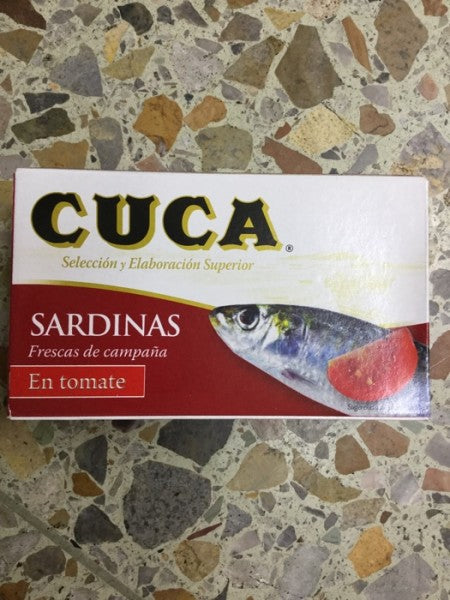 CUCA®
Selección y Elaboración Superior
SARDINAS
Frescas de campaña
En tomate